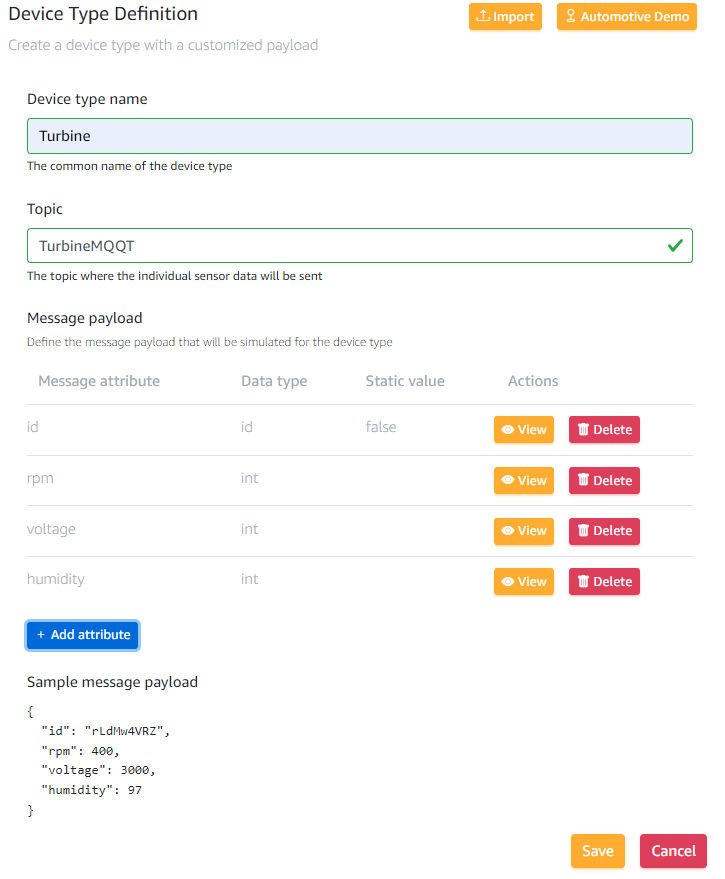 Device Type Definition
Import
Automotive Demo
Create a device type with a customized payload
Device type name
Turbine
The common name of the device type
Topic
TurbineMQQT
The topic where the individual sensor data will be sent
Message payload
Define the message payload that will be simulated for the device type
Message attribute Data type Static value Actions
id id false View Delete
rpm int View Delete
voltage int View Delete
humidity int View Delete
+ Add attribute
Sample message payload
{
"id": "rLdMw4VRZ",
"rpm": 400,
"voltage": 3000,
"humidity": 97
}
Save Cancel